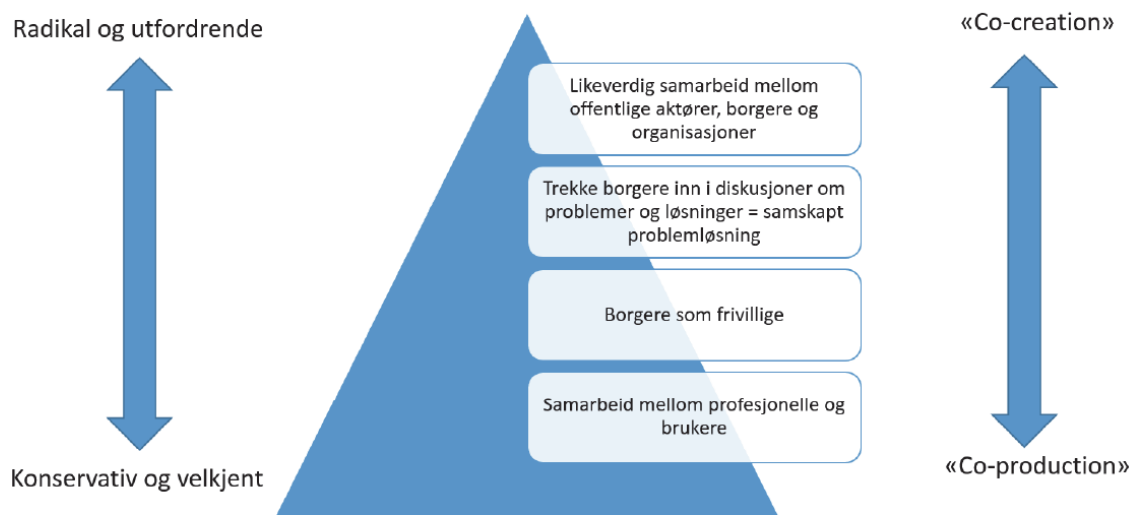 Radikal og utfordrende
«Co-creation»
Likeverdig samarbeid mellom
offentlige aktører, borgere og
organisasjoner
Trekke borgere inn i diskusjoner om
problemer og løsninger = samskapt
problemløsning
Borgere som frivillige
Samarbeid mellom profesjonelle og
brukere
Konservativ og velkjent
«Co-production»